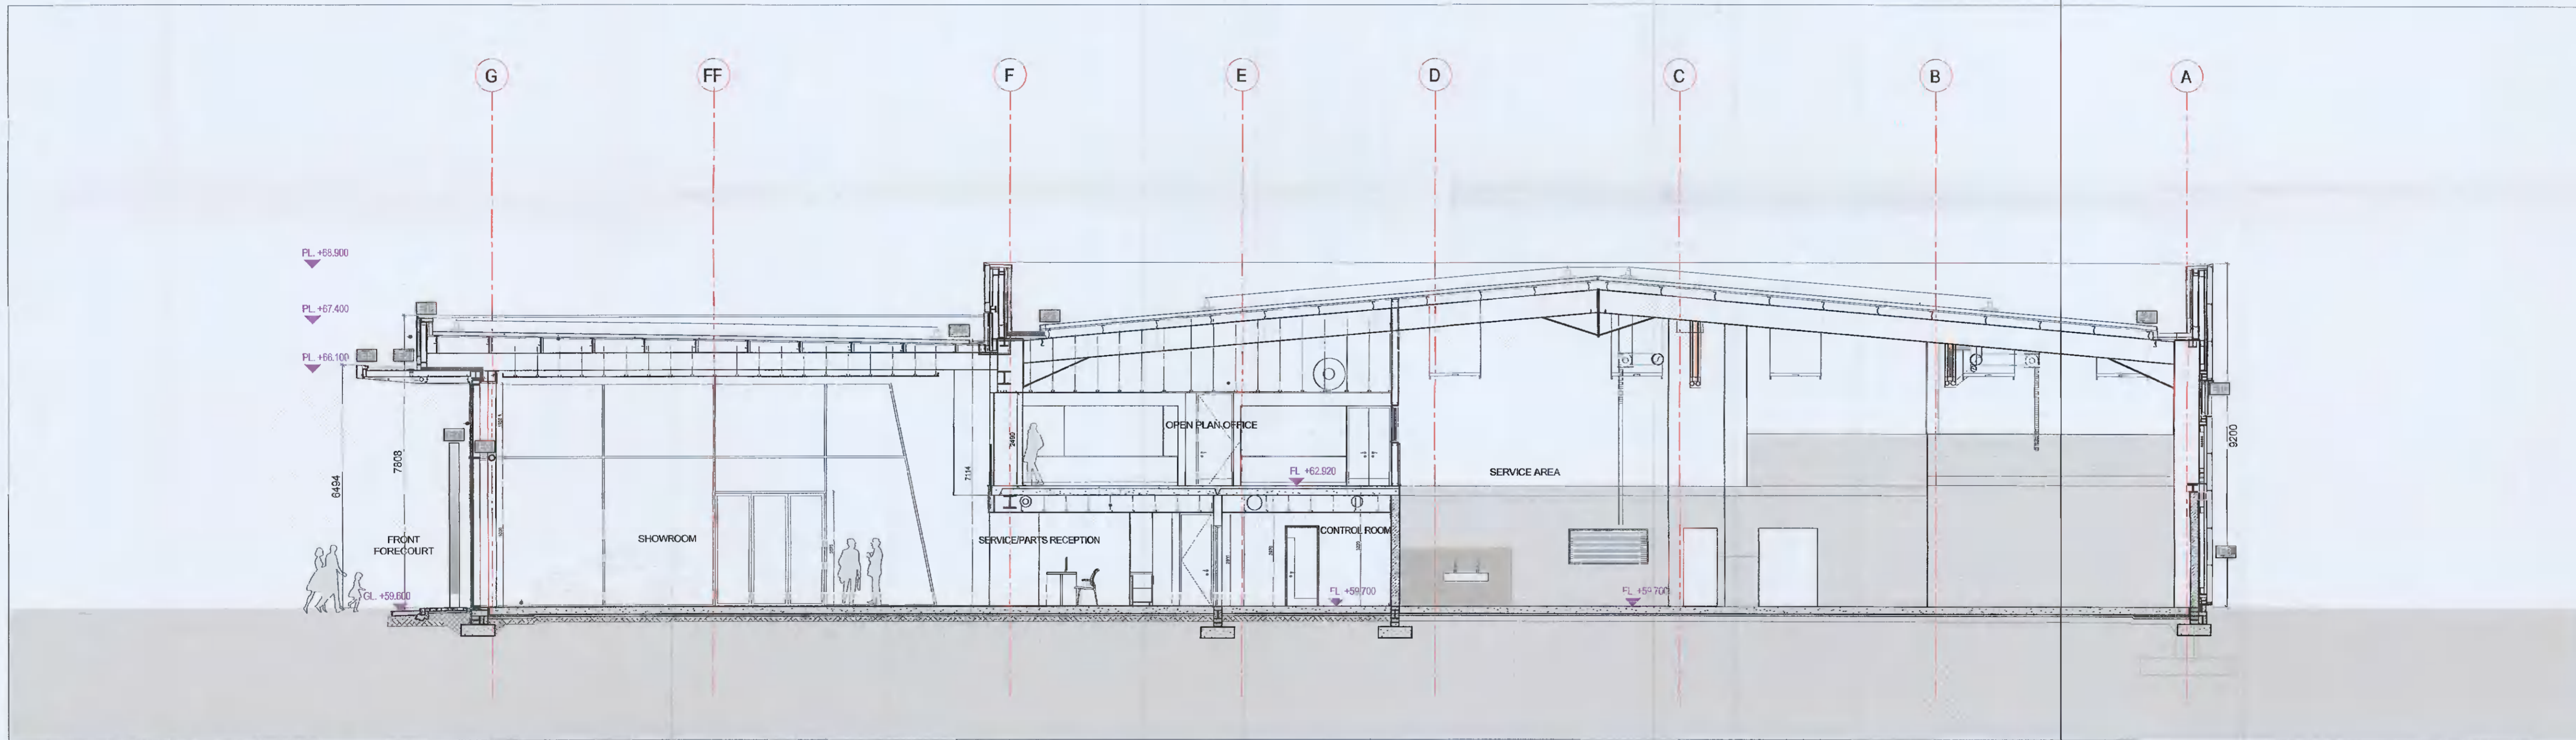 G
FF
F
E
D
C
B
A
PL. +68.900
PL. +67.400
PL. +66.100
6494
7808
7114
2490
9200
OPEN PLAN OFFICE
FL +62.920
SERVICE AREA
FRONT
FORECOURT
SHOWROOM
SERVICE/PARTS RECEPTION
CONTROL ROOM
GL. +59.600
FL +59.700
FL +59.700